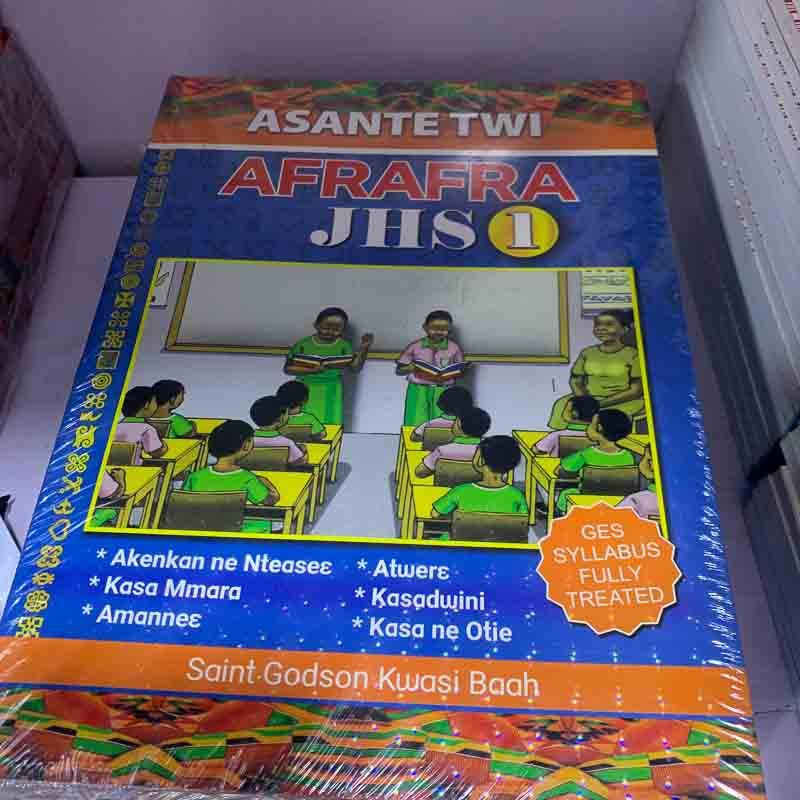 ASANTE TWI
AFRAFRA
JHS 1
* Akenkan ne Nteaseɛ
* Kasa Mmara
* Amanneɛ
* Atwerɛ
* Kasadwini
* Kasa ne Otie
GES
SYLLABUS
FULLY
TREATED
Saint Godson Kwasi Baah